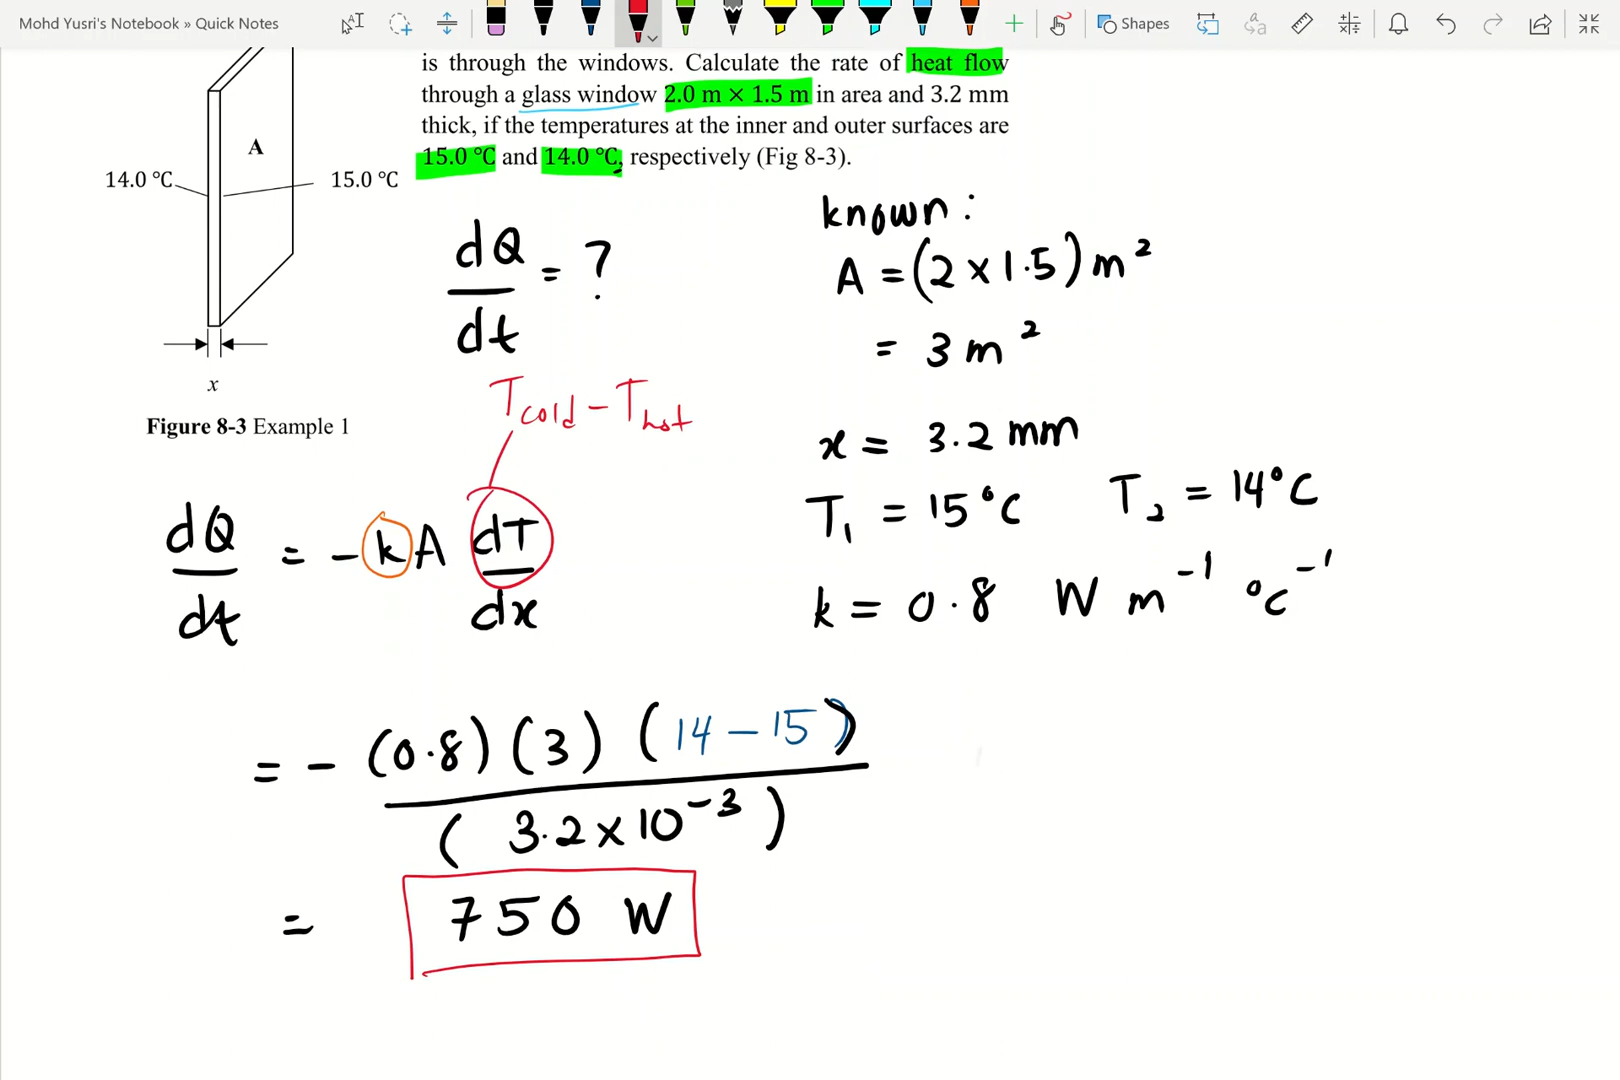 Mohd Yusri's Notebook » Quick Notes
Shapes
is through the windows. Calculate the rate of heat flow
through a glass window 2.0 m × 1.5 m in area and 3.2 mm
thick, if the temperatures at the inner and outer surfaces are
15.0 °C and 14.0 °C, respectively (Fig 8-3).
A
14.0 °C
15.0 °C
x
Figure 8-3 Example 1
dQ/dt = ?
known :
A = (2 × 1.5) m²
= 3 m²
x = 3.2 mm
T₁ = 15°C T₂ = 14°C
k = 0.8 W m⁻¹ °C⁻¹
Tcold – Thot
dQ/dt = -kA dT/dx
= - (0.8)(3)(14 – 15) / (3.2 × 10⁻³)
= 750 W